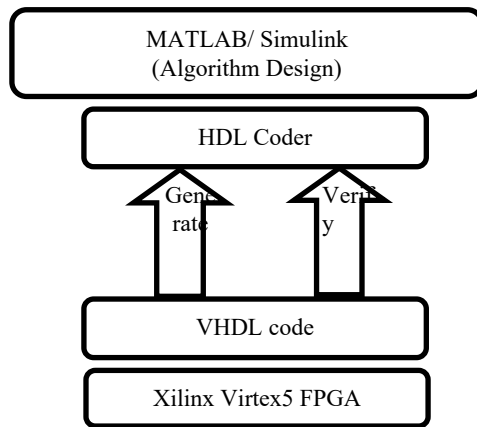 MATLAB/ Simulink
(Algorithm Design)
HDL Coder
Gene
rate
Verif
y
VHDL code
Xilinx Virtex5 FPGA